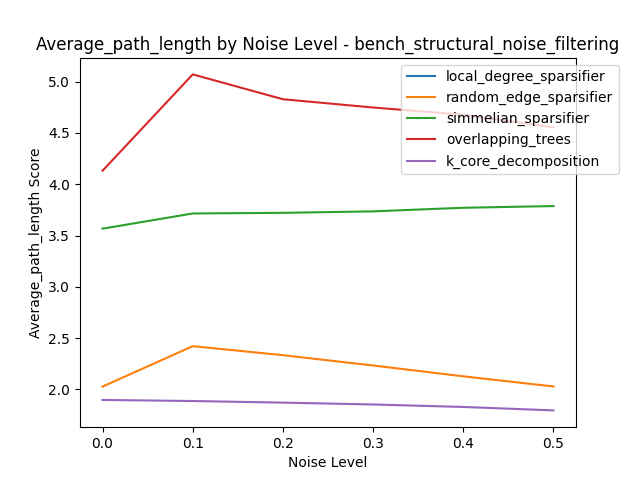 Average_path_length by Noise Level - bench_structural_noise_filtering
local_degree_sparsifier
random_edge_sparsifier
simmelian_sparsifier
overlapping_trees
k_core_decomposition
Average_path_length Score
5.0
4.5
4.0
3.5
3.0
2.5
2.0
0.0 0.1 0.2 0.3 0.4 0.5
Noise Level